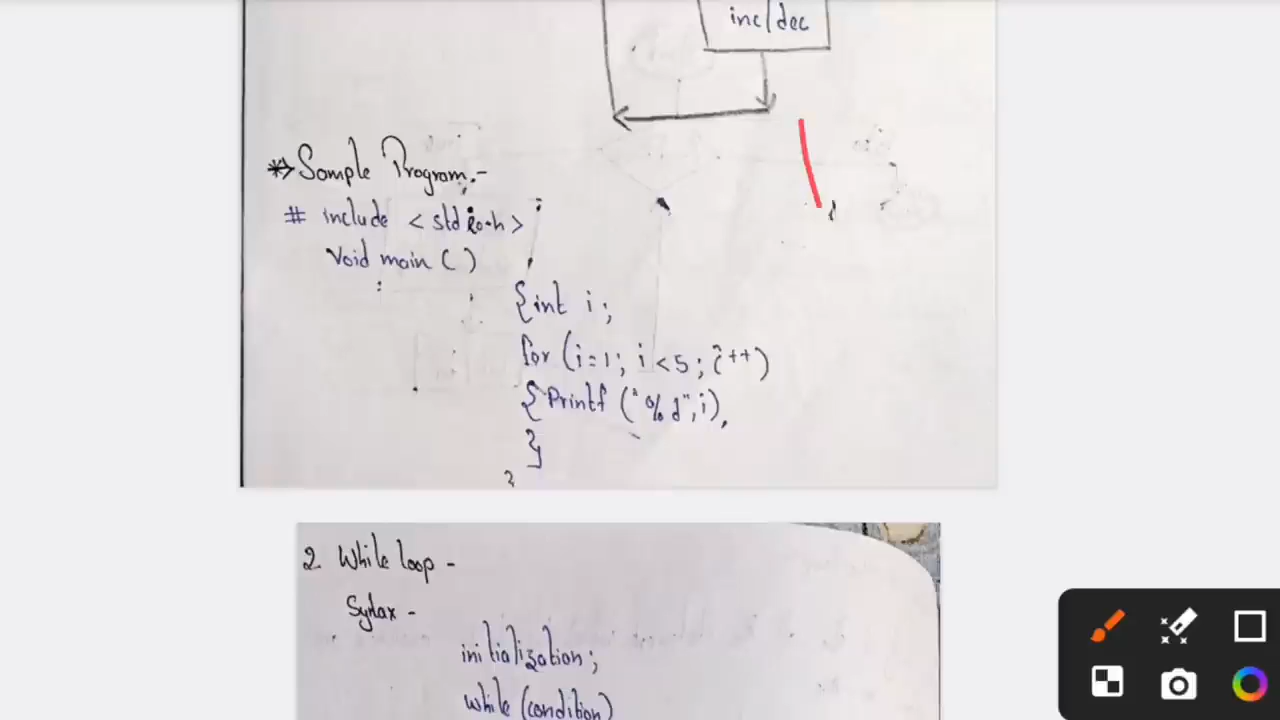 inc/dec
*⇒ Sample Program:-
# include < stdio.h >
Void main ( )
{int i ;
for (i=1; i <5 ; i++)
{ Printf ("%d",i),
}
}
2. While loop -
Sytax -
initialization ;
while (condition)